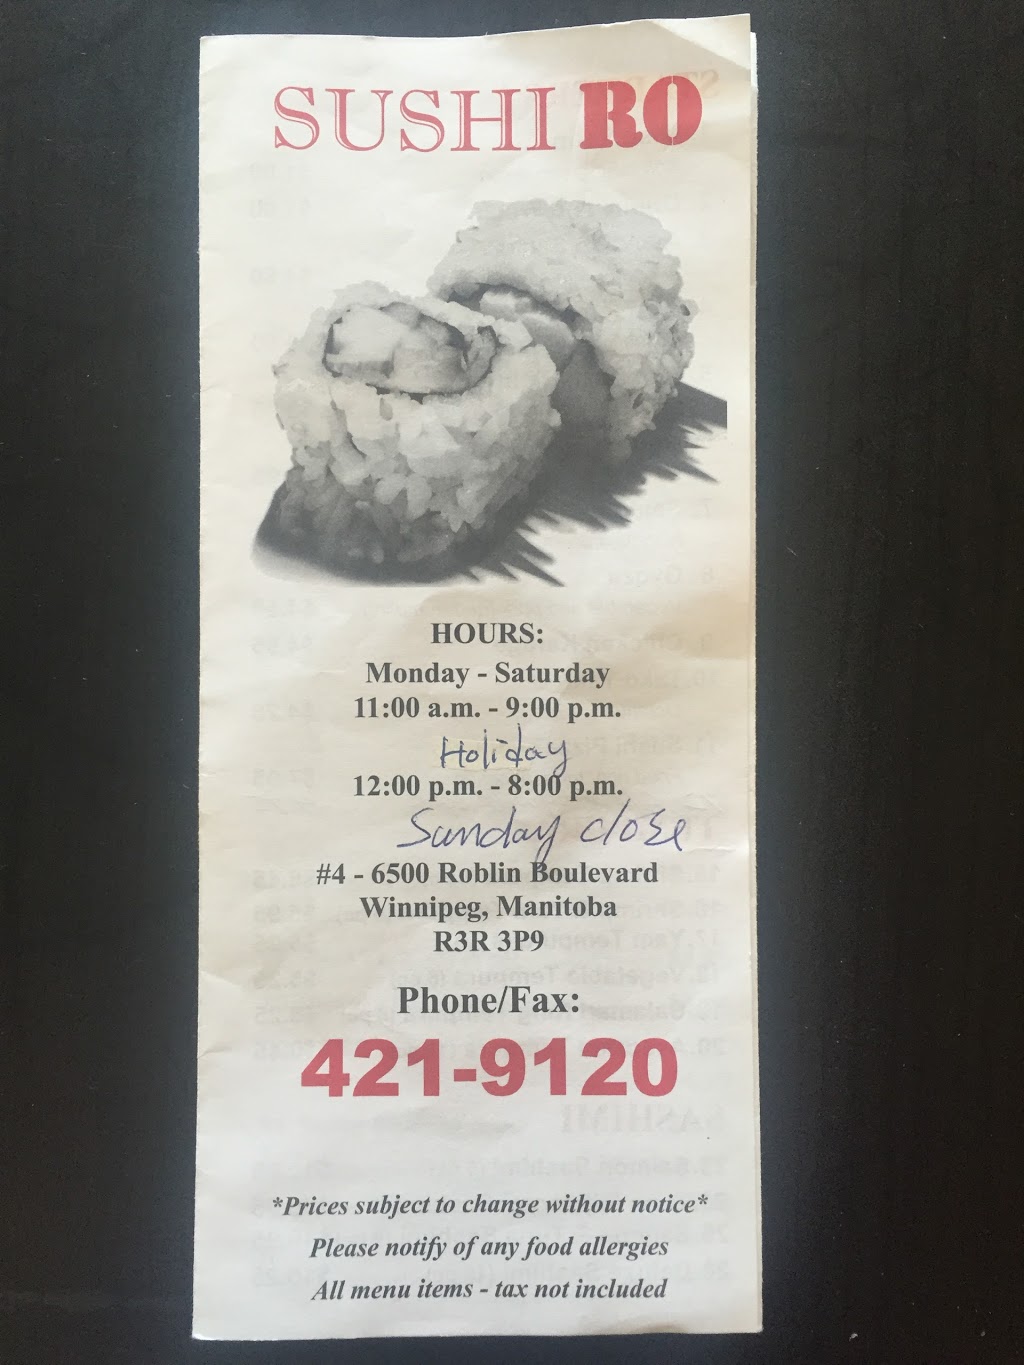 SUSHI RO
HOURS:
Monday - Saturday
11:00 a.m. - 9:00 p.m.
Holiday
12:00 p.m. - 8:00 p.m.
Sunday close
#4 - 6500 Roblin Boulevard
Winnipeg, Manitoba
R3R 3P9
Phone/Fax:
421-9120
*Prices subject to change without notice*
Please notify of any food allergies
All menu items - tax not included